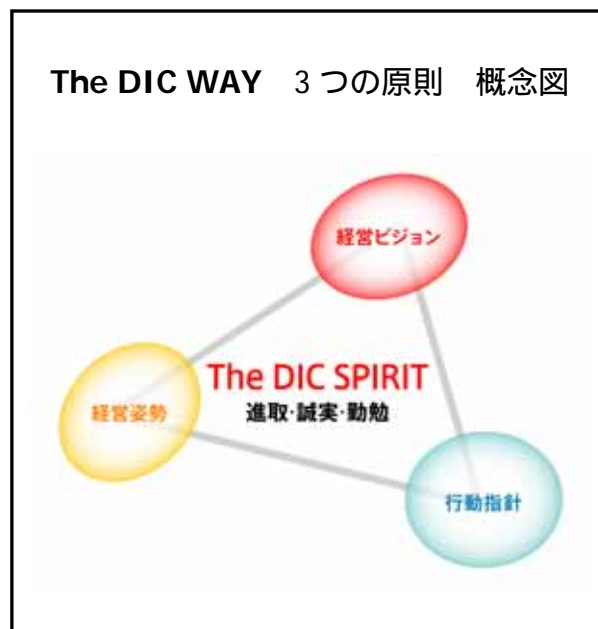 The DIC WAY 3つの原則 概念図
経営ビジョン
The DIC SPIRIT
進取・誠実・勤勉
経営姿勢
行動指針